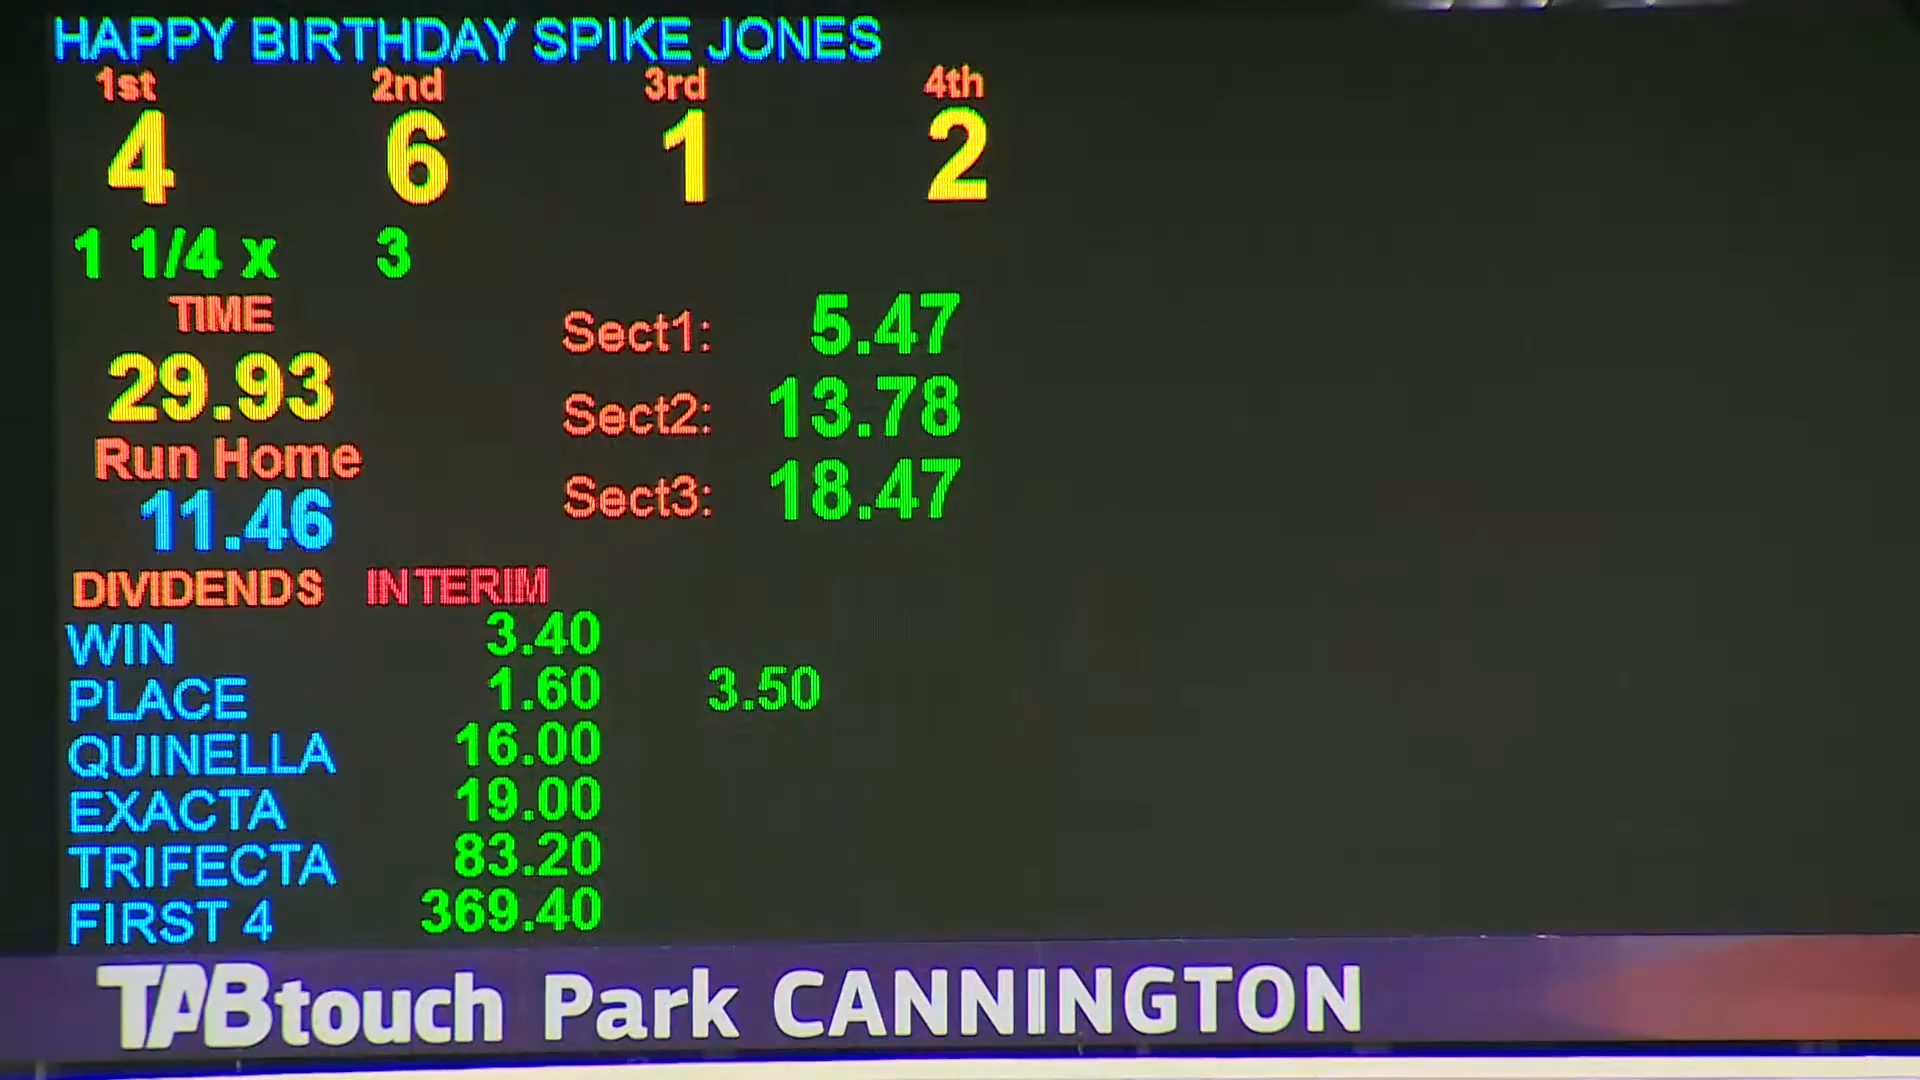 HAPPY BIRTHDAY SPIKE JONES
1st 2nd 3rd 4th
4 6 1 2
1 1/4 x 3
TIME
29.93
Run Home
11.46
Sect1: 5.47
Sect2: 13.78
Sect3: 18.47
DIVIDENDS INTERIM
WIN 3.40
PLACE 1.60 3.50
QUINELLA 16.00
EXACTA 19.00
TRIFECTA 83.20
FIRST 4 369.40
TABtouch Park CANNINGTON